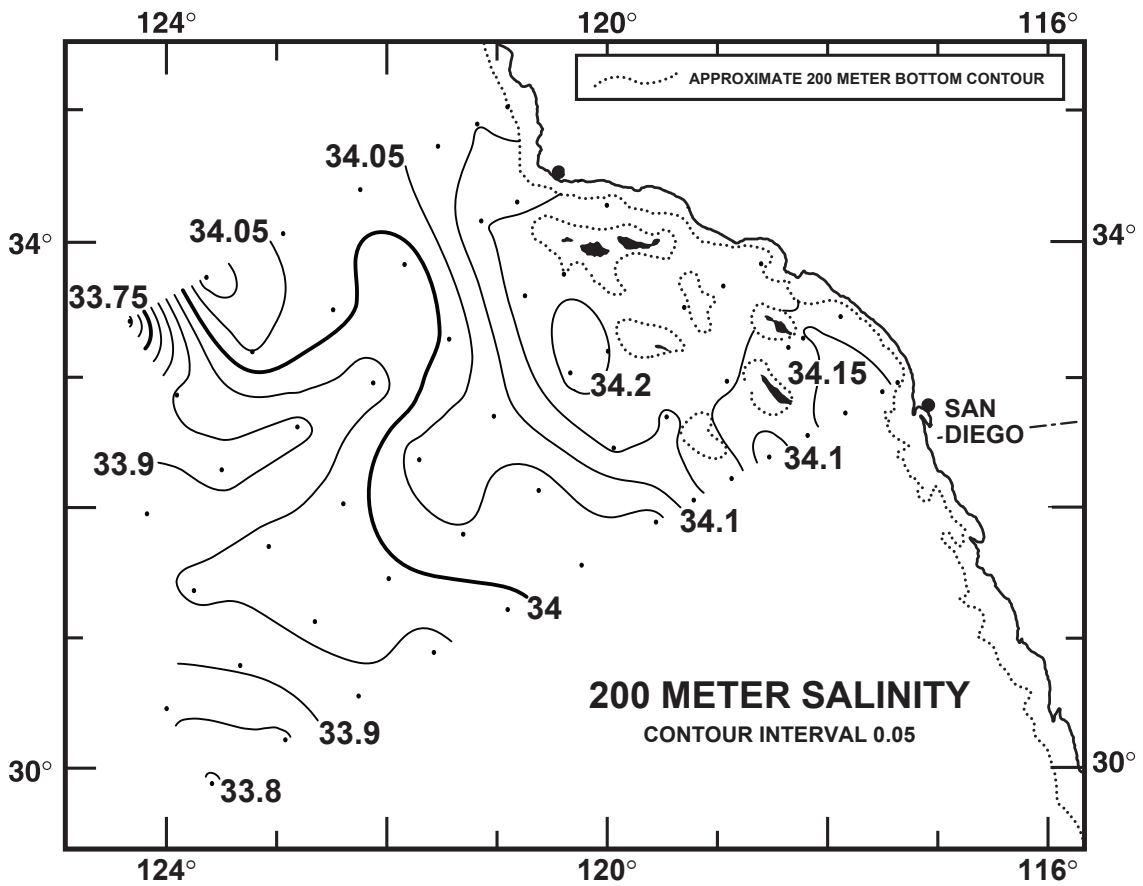 124° 120° 116°
APPROXIMATE 200 METER BOTTOM CONTOUR
34.05
34.05
34° 34°
33.75
34.15
34.2
SAN
DIEGO
34.1
33.9
34.1
34
200 METER SALINITY
33.9
CONTOUR INTERVAL 0.05
30° 30°
33.8
124° 120° 116°